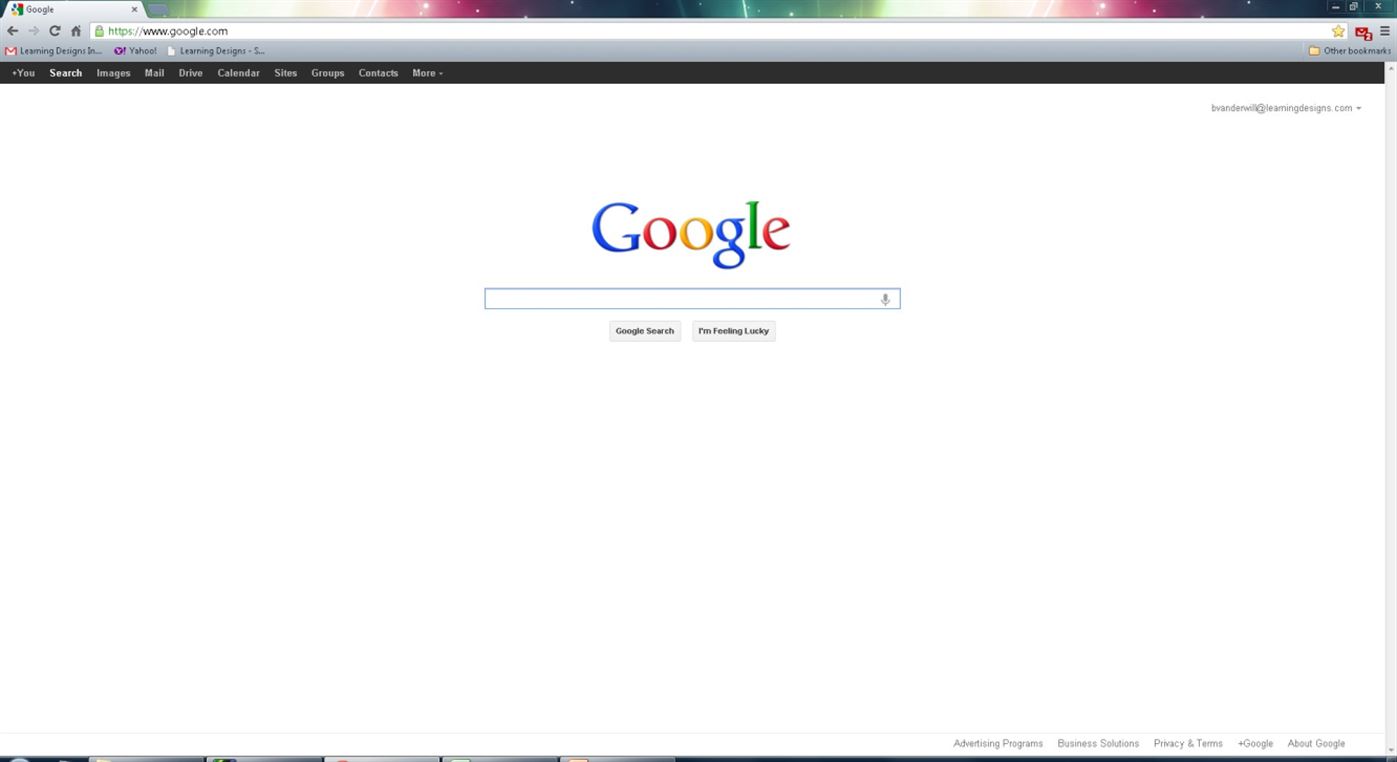 Google
https://www.google.com
Learning Designs In... Yahoo! Learning Designs - S... Other bookmarks
+You Search Images Mail Drive Calendar Sites Groups Contacts More
bvanderwill@learningdesigns.com
Google
Google Search I'm Feeling Lucky
Advertising Programs Business Solutions Privacy & Terms +Google About Google